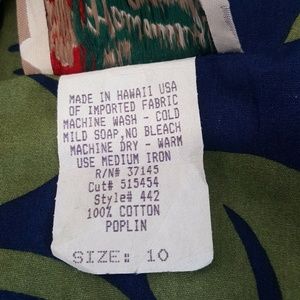 MADE IN HAWAII USA
OF IMPORTED FABRIC
MACHINE WASH - COLD
MILD SOAP,NO BLEACH
MACHINE DRY - WARM
USE MEDIUM IRON
R/N# 37145
Cut# 515454
Style# 442
100% COTTON
POPLIN
SIZE: 10